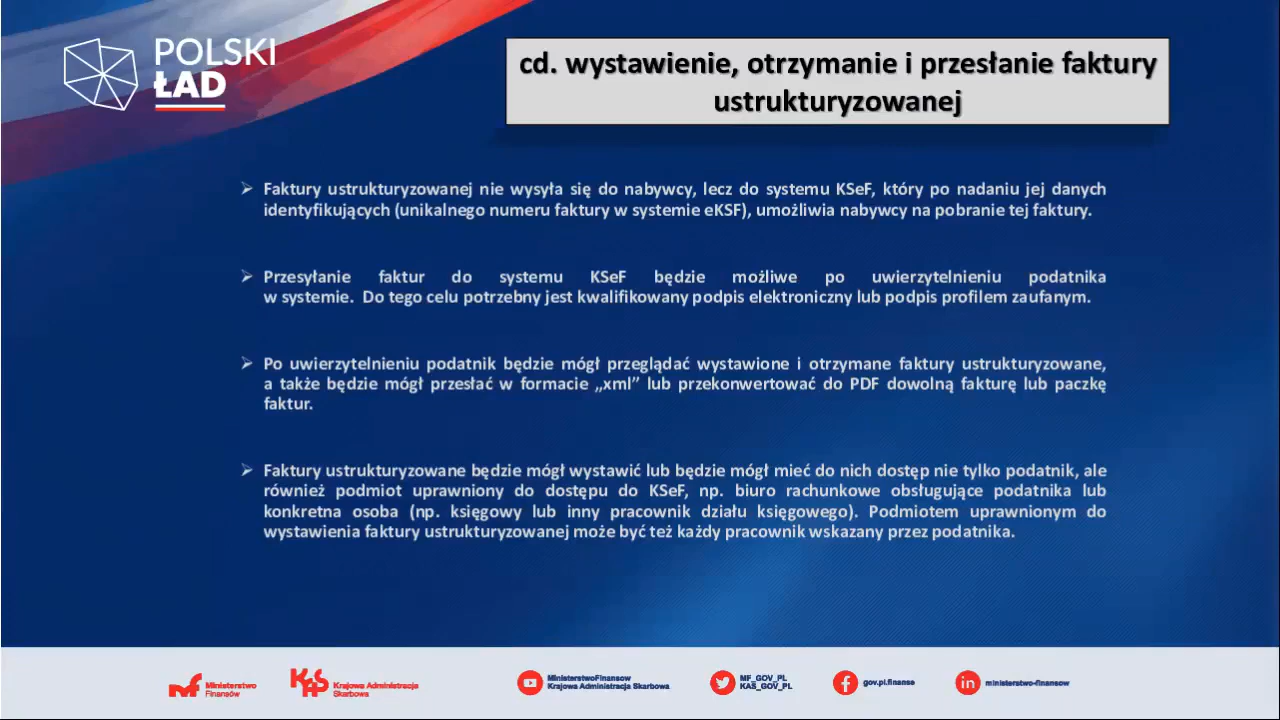 POLSKI
ŁAD
cd. wystawienie, otrzymanie i przesłanie faktury
ustrukturyzowanej
➢ Faktury ustrukturyzowanej nie wysyła się do nabywcy, lecz do systemu KSeF, który po nadaniu jej danych
identyfikujących (unikalnego numeru faktury w systemie eKSF), umożliwia nabywcy na pobranie tej faktury.
➢ Przesyłanie faktur do systemu KSeF będzie możliwe po uwierzytelnieniu podatnika
w systemie. Do tego celu potrzebny jest kwalifikowany podpis elektroniczny lub podpis profilem zaufanym.
➢ Po uwierzytelnieniu podatnik będzie mógł przeglądać wystawione i otrzymane faktury ustrukturyzowane,
a także będzie mógł przesłać w formacie „xml” lub przekonwertować do PDF dowolną fakturę lub paczkę
faktur.
➢ Faktury ustrukturyzowane będzie mógł wystawić lub będzie mógł mieć do nich dostęp nie tylko podatnik, ale
również podmiot uprawniony do dostępu do KSeF, np. biuro rachunkowe obsługujące podatnika lub
konkretna osoba (np. księgowy lub inny pracownik działu księgowego). Podmiotem uprawnionym do
wystawienia faktury ustrukturyzowanej może być też każdy pracownik wskazany przez podatnika.
Ministerstwo
Finansów
KAS
Krajowa Administracja
Skarbowa
MinisterstwoFinansow
Krajowa Administracja Skarbowa
MF_GOV_PL
KAS_GOV_PL
gov.pl.finanse
ministerstwo-finansow